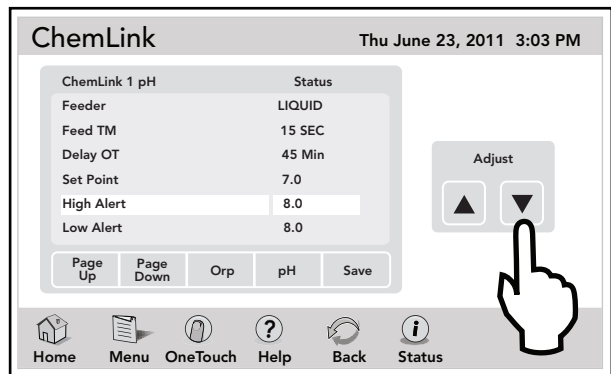 ChemLink Thu June 23, 2011 3:03 PM
ChemLink 1 pH Status
Feeder LIQUID
Feed TM 15 SEC
Delay OT 45 Min
Set Point 7.0
High Alert 8.0
Low Alert 8.0
Adjust
Page Up Page Down Orp pH Save
Home Menu OneTouch ? Help Back i Status